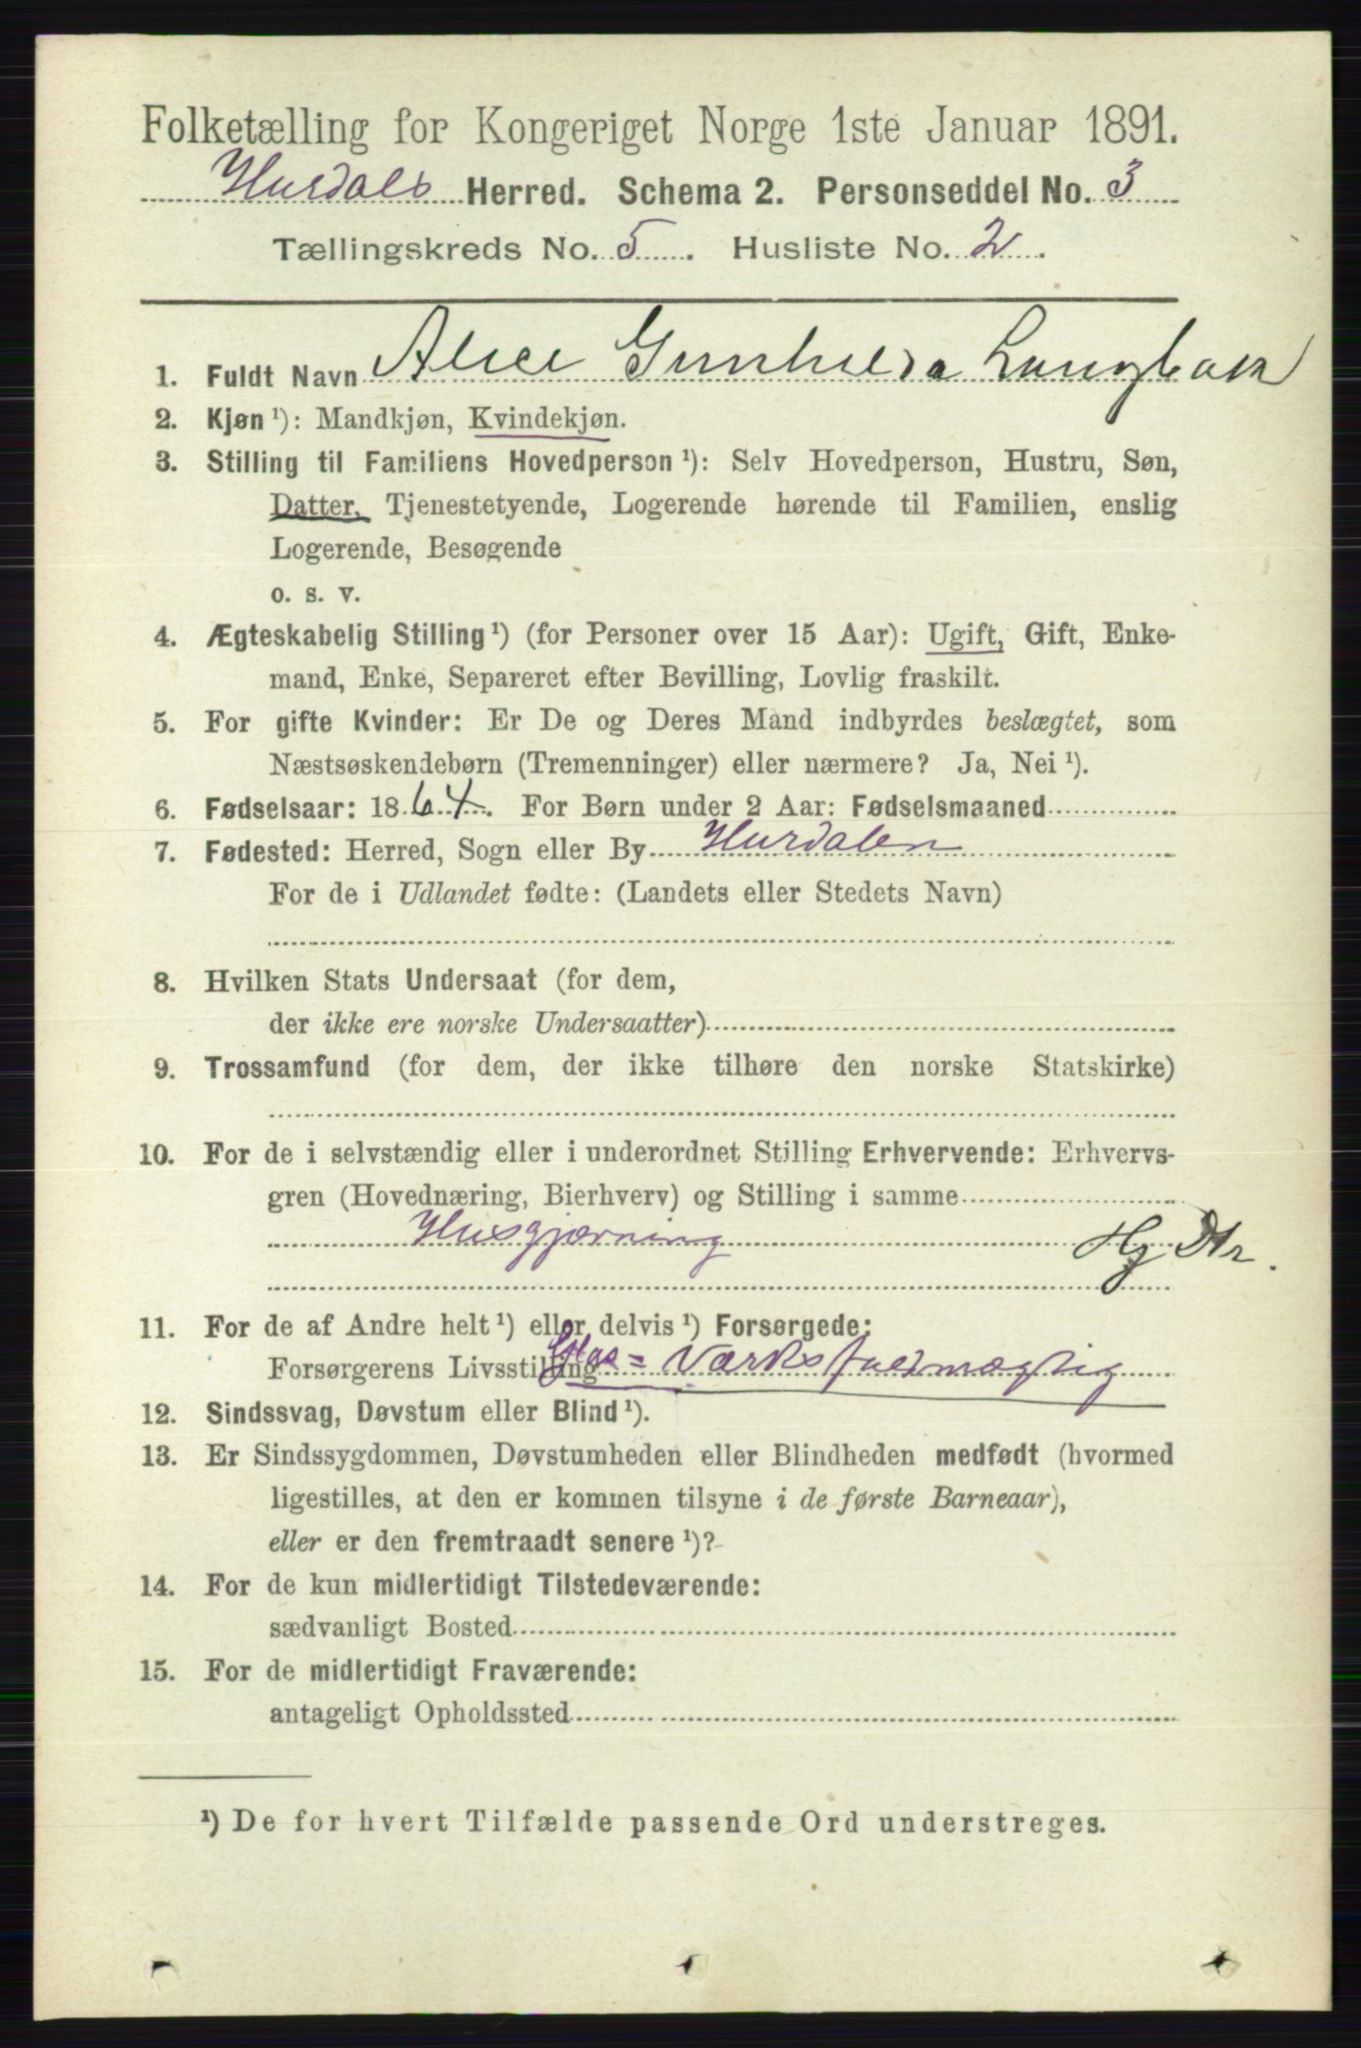 Folketælling for Kongeriget Norge 1ste Januar 1891.
Hurdals Herred. Schema 2. Personseddel No. 3
Tællingskreds No. 5. Husliste No. 2.
1. Fuldt Navn Alice Gunhilda Langbak
2. Kjøn ¹): Mandkjøn, Kvindekjøn.
3. Stilling til Familiens Hovedperson ¹): Selv Hovedperson, Hustru, Søn,
Datter, Tjenestetyende, Logerende hørende til Familien, enslig
Logerende, Besøgende
o. s. v.
4. Ægteskabelig Stilling ¹) (for Personer over 15 Aar): Ugift, Gift, Enke-
mand, Enke, Separeret efter Bevilling, Lovlig fraskilt.
5. For gifte Kvinder: Er De og Deres Mand indbyrdes beslægtet, som
Næstsøskendebørn (Tremenninger) eller nærmere? Ja, Nei ¹).
6. Fødselsaar: 1864. For Børn under 2 Aar: Fødselsmaaned
7. Fødested: Herred, Sogn eller By Hurdalen
For de i Udlandet fødte: (Landets eller Stedets Navn)
8. Hvilken Stats Undersaat (for dem,
der ikke ere norske Undersaatter)
9. Trossamfund (for dem, der ikke tilhøre den norske Statskirke)
10. For de i selvstændig eller i underordnet Stilling Erhvervende: Erhvervs-
gren (Hovednæring, Bierhverv) og Stilling i samme
Husgjærning Hg Dtr.
11. For de af Andre helt ¹) eller delvis ¹) Forsørgede:
Forsørgerens Livsstilling Glas=Værksfuldmægtig
12. Sindssvag, Døvstum eller Blind ¹).
13. Er Sindssygdommen, Døvstumheden eller Blindheden medfødt (hvormed
ligestilles, at den er kommen tilsyne i de første Barneaar),
eller er den fremtraadt senere ¹)?
14. For de kun midlertidigt Tilstedeværende:
sædvanligt Bosted
15. For de midlertidigt Fraværende:
antageligt Opholdssted
¹) De for hvert Tilfælde passende Ord understreges.